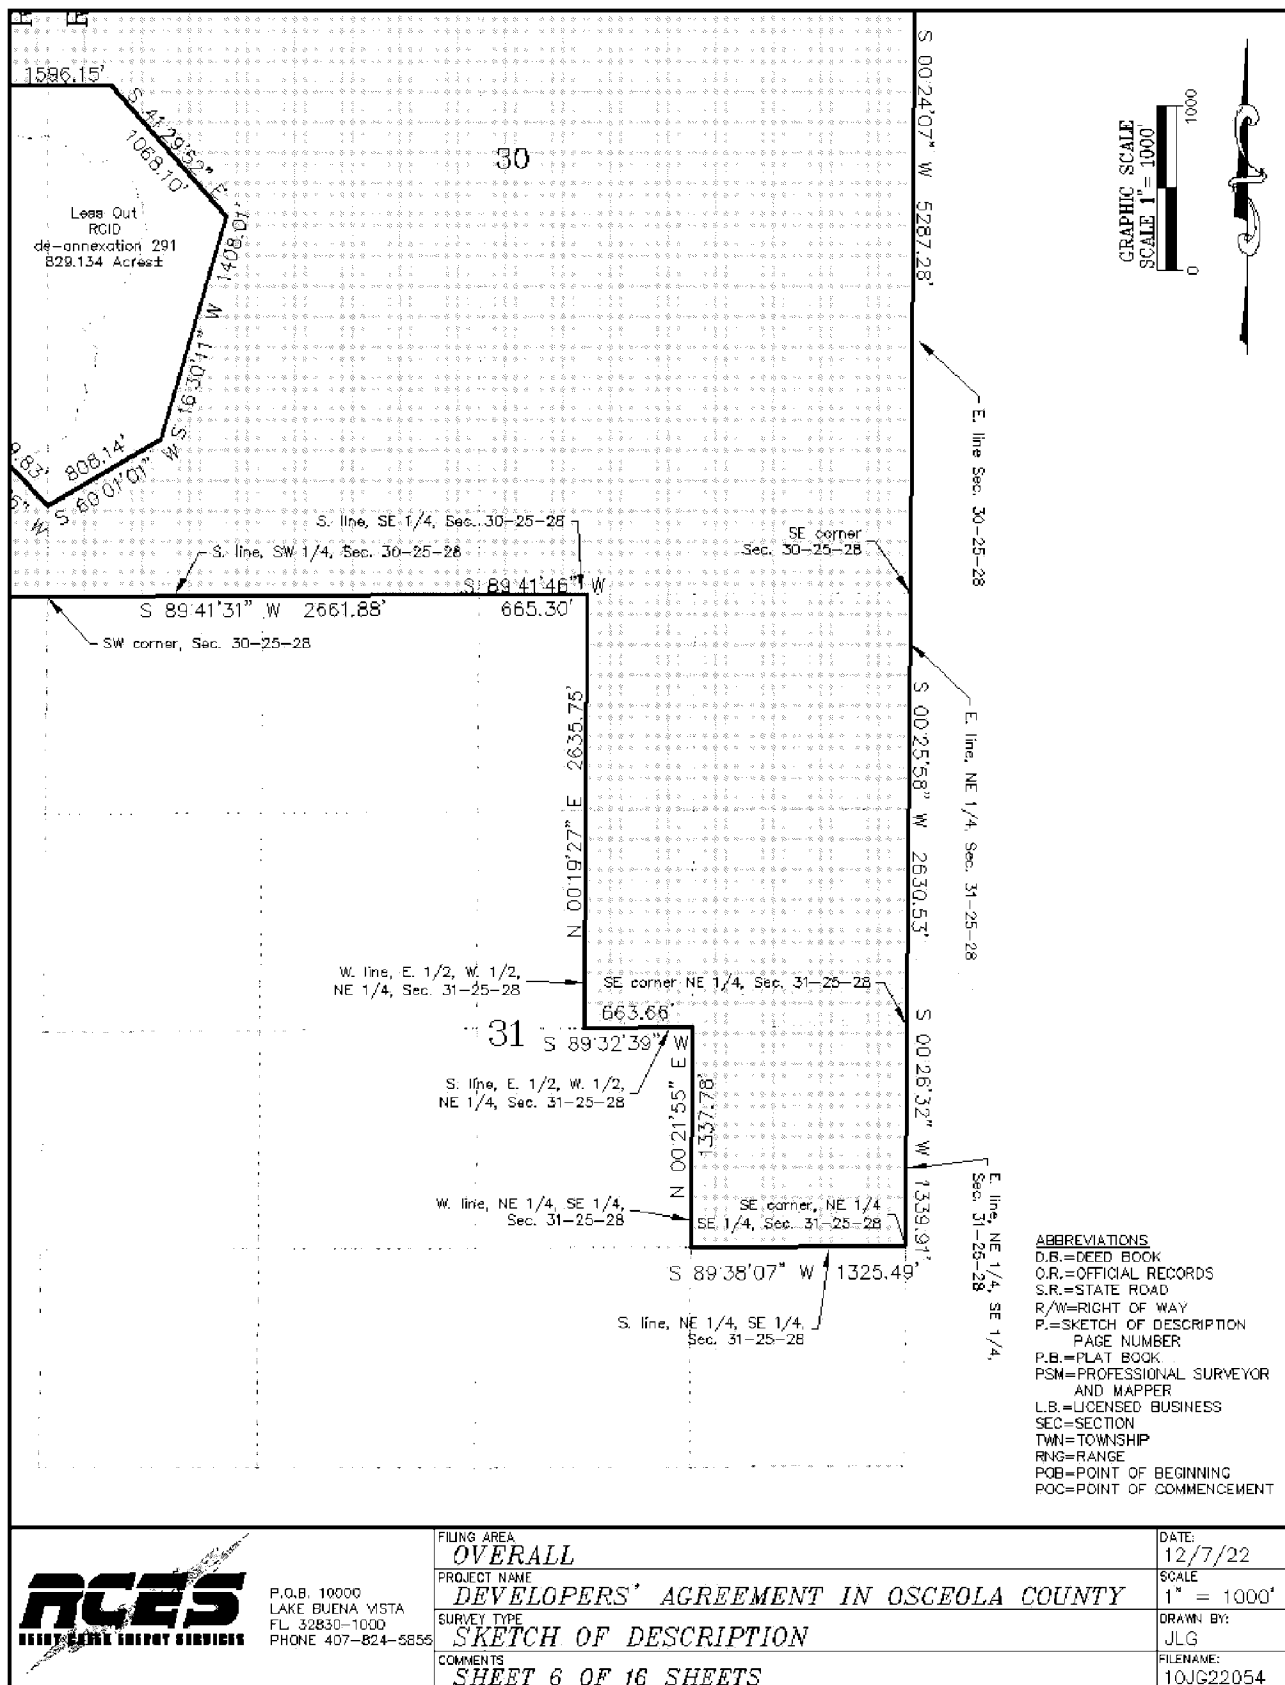 1596.15'
S 41°29'52" E
1068.10'
30
Less Out
RCID
de-annexation 291
829.134 Acres±
S 16°30'11" W 1408.01'
808.14'
S 60°01'01" W
9.83'
W
S 00°24'07" W 5287.28'
GRAPHIC SCALE
SCALE 1"= 1000'
0
1000
E. line Sec. 30-25-28
S. line, SE 1/4, Sec. 30-25-28
S. line, SW 1/4, Sec. 30-25-28
SE corner
Sec. 30-25-28
S 89°41'46" W
665.30'
S 89°41'31" W 2661.88'
SW corner, Sec. 30-25-28
N 00°19'27" E 2635.75'
S 00°25'58" W 2630.53'
E. line, NE 1/4, Sec. 31-25-28
W. line, E. 1/2, W. 1/2,
NE 1/4, Sec. 31-25-28
SE corner NE 1/4, Sec. 31-25-28
663.66'
31
S 89°32'39" W
S. line, E. 1/2, W. 1/2,
NE 1/4, Sec. 31-25-28
N 00°21'55" E
1337.78'
S 00°26'32" W 1339.91'
W. line, NE 1/4, SE 1/4,
Sec. 31-25-28
SE corner, NE 1/4
SE 1/4, Sec. 31-25-28
E. line, NE 1/4, SE 1/4,
Sec. 31-25-28
S 89°38'07" W 1325.49'
S. line, NE 1/4, SE 1/4,
Sec. 31-25-28
ABBREVIATIONS
D.B.=DEED BOOK
O.R.=OFFICIAL RECORDS
S.R.=STATE ROAD
R/W=RIGHT OF WAY
P.=SKETCH OF DESCRIPTION
PAGE NUMBER
P.B.=PLAT BOOK
PSM=PROFESSIONAL SURVEYOR
AND MAPPER
L.B.=LICENSED BUSINESS
SEC=SECTION
TWN=TOWNSHIP
RNG=RANGE
POB=POINT OF BEGINNING
POC=POINT OF COMMENCEMENT
RCES
REEDY CREEK ENERGY SERVICES
P.O.B. 10000
LAKE BUENA VISTA
FL 32830-1000
PHONE 407-824-5855
FILING AREA
OVERALL
PROJECT NAME
DEVELOPERS' AGREEMENT IN OSCEOLA COUNTY
SURVEY TYPE
SKETCH OF DESCRIPTION
COMMENTS
SHEET 6 OF 16 SHEETS
DATE:
12/7/22
SCALE
1" = 1000'
DRAWN BY:
JLG
FILENAME:
10JG22054